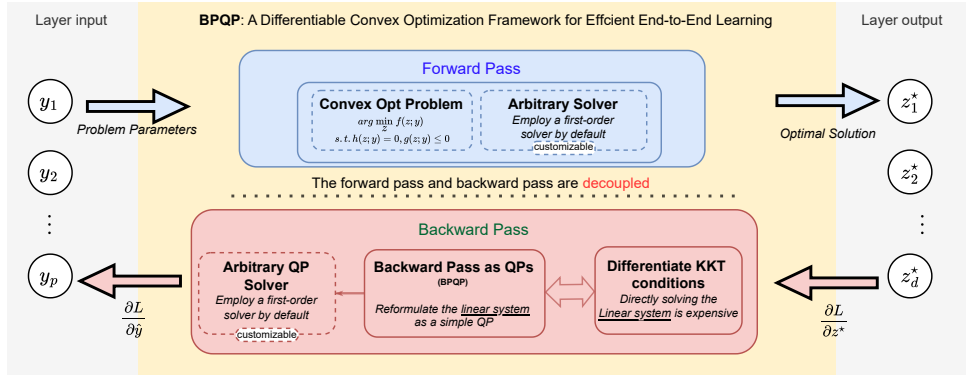 Layer input
BPQP: A Differentiable Convex Optimization Framework for Effcient End-to-End Learning
Layer output
Forward Pass
y₁
Problem Parameters
Convex Opt Problem
arg min f(z; y)
z
s.t. h(z; y) = 0, g(z; y) ≤ 0
Arbitrary Solver
Employ a first-order
solver by default
customizable
Optimal Solution
z₁*
y₂
z₂*
The forward pass and backward pass are decoupled
⋮
⋮
Backward Pass
y_p
∂L
∂ŷ
Arbitrary QP
Solver
Employ a first-order
solver by default
customizable
Backward Pass as QPs
(BPQP)
Reformulate the linear system
as a simple QP
Differentiate KKT
conditions
Directly solving the
Linear system is expensive
z_d*
∂L
∂z*